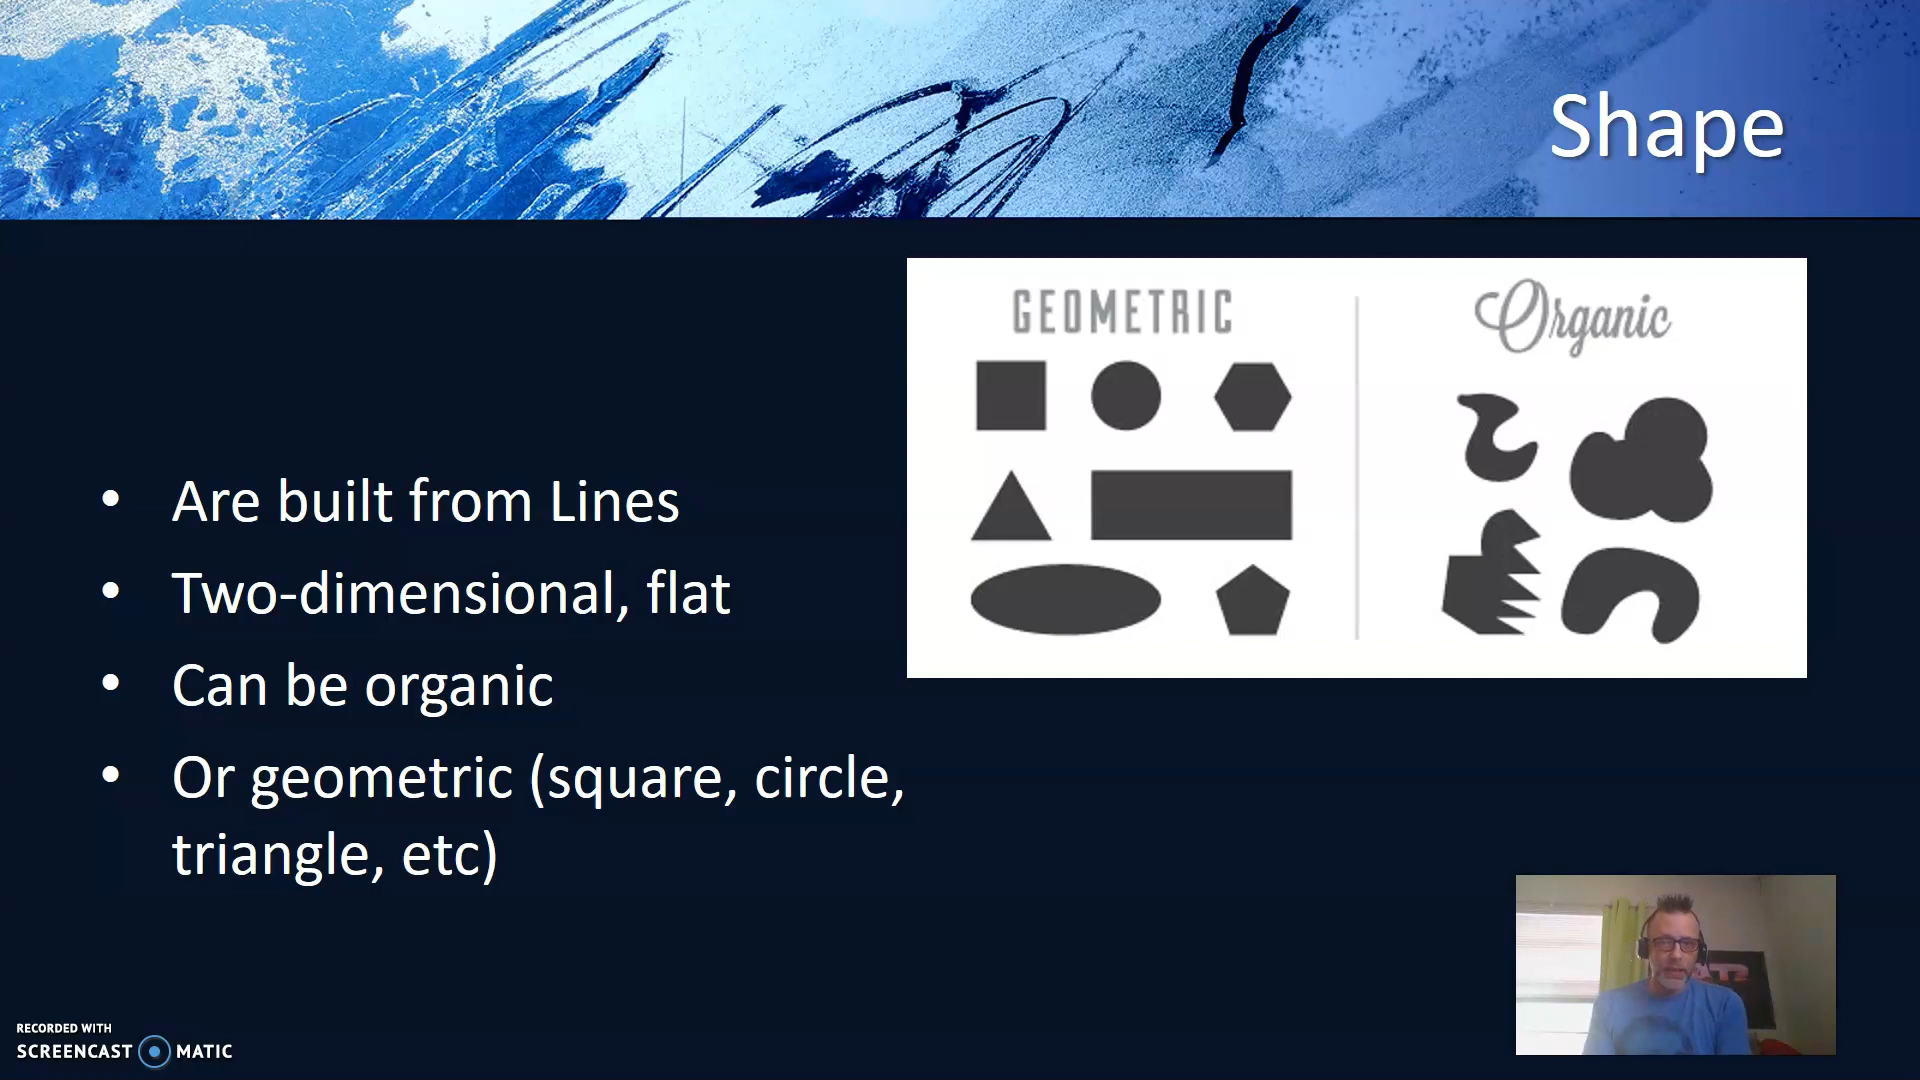 Shape
GEOMETRIC
Organic
• Are built from Lines
• Two-dimensional, flat
• Can be organic
• Or geometric (square, circle,
triangle, etc)
RECORDED WITH
SCREENCAST MATIC